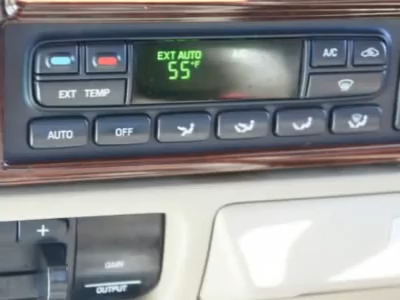 EXT AUTO A/C
55°F
A/C
EXT TEMP
AUTO OFF
+
GAIN
OUTPUT